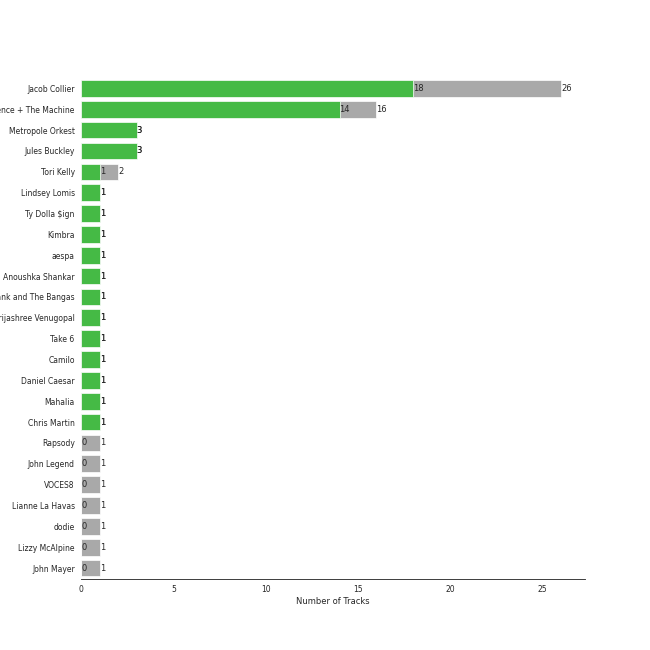 Jacob Collier 18 26
ence + The Machine 14 16
Metropole Orkest 3
Jules Buckley 3
Tori Kelly 1 2
Lindsey Lomis 1
Ty Dolla $ign 1
Kimbra 1
aespa 1
Anoushka Shankar 1
nk and The Bangas 1
rijashree Venugopal 1
Take 6 1
Camilo 1
Daniel Caesar 1
Mahalia 1
Chris Martin 1
Rapsody 0 1
John Legend 0 1
VOCES8 0 1
Lianne La Havas 0 1
dodie 0 1
Lizzy McAlpine 0 1
John Mayer 0 1
0 5 10 15 20 25
Number of Tracks